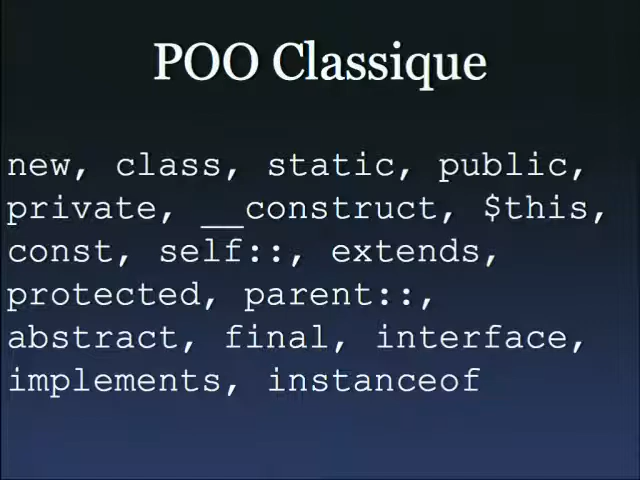 POO Classique
new, class, static, public,
private, __construct, $this,
const, self::, extends,
protected, parent::,
abstract, final, interface,
implements, instanceof